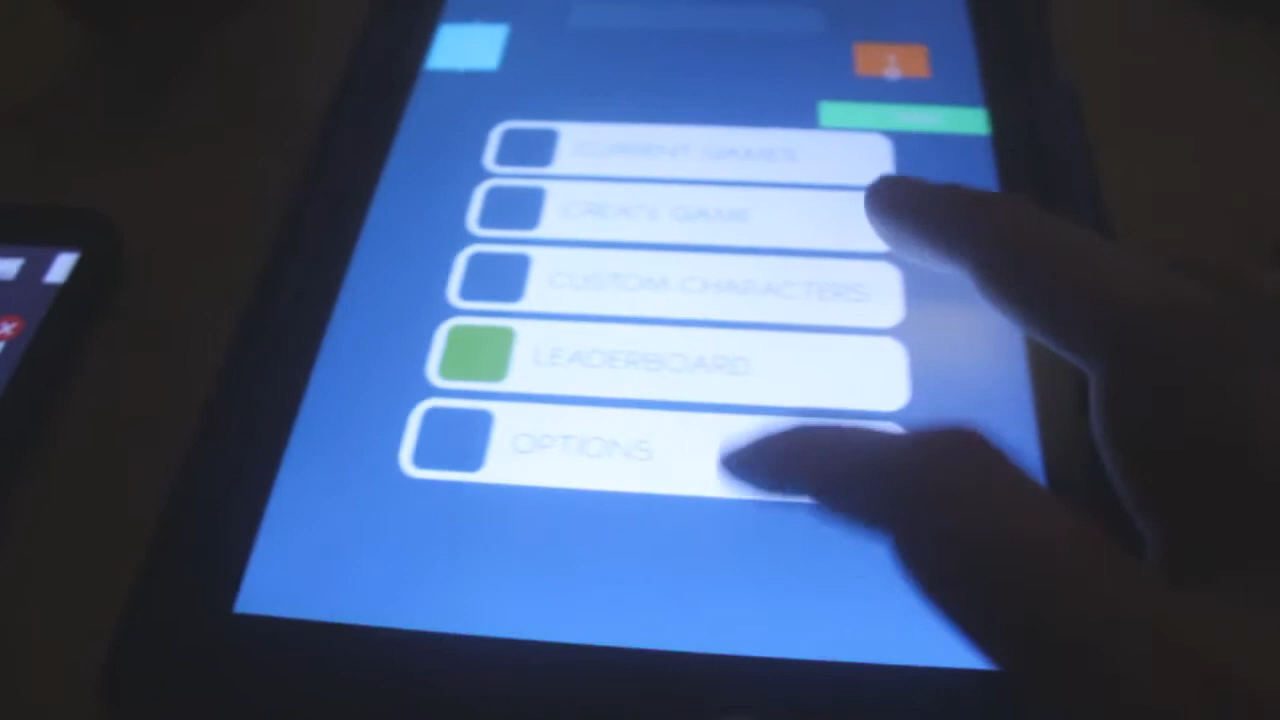 CURRENT GAMES
CREATE GAME
CUSTOM CHARACTERS
LEADERBOARD
OPTIONS